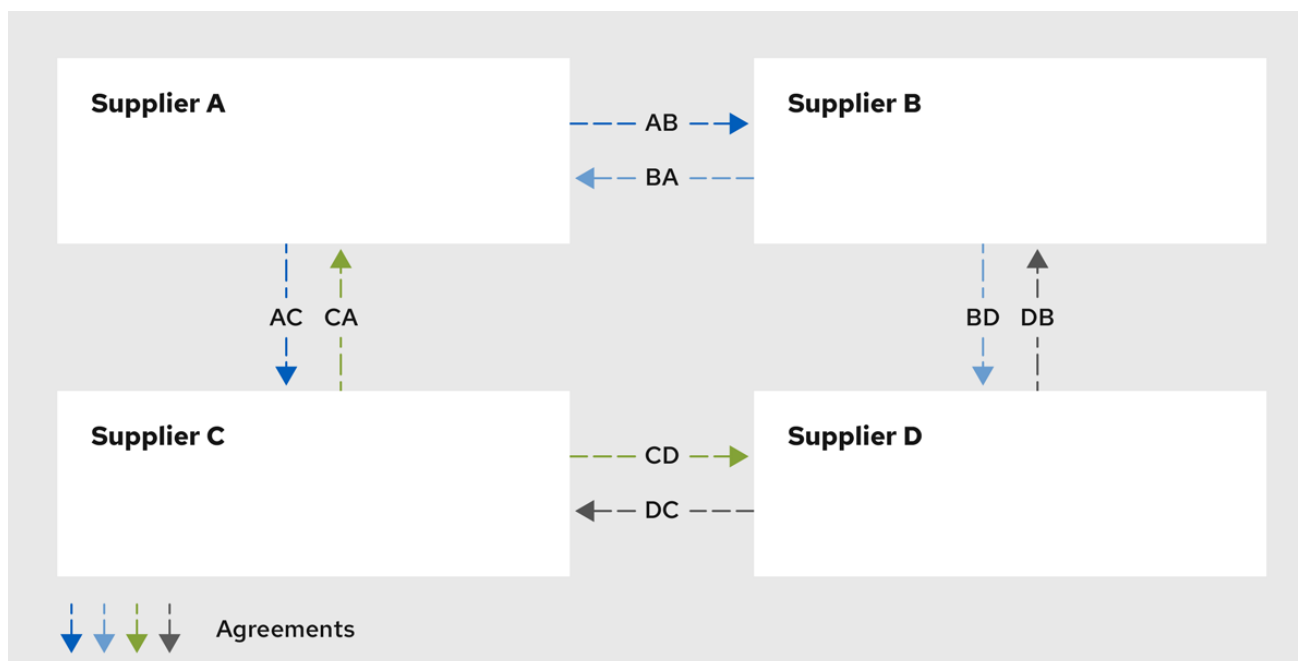 Supplier A
Supplier B
AB
BA
AC
CA
BD
DB
Supplier C
Supplier D
CD
DC
Agreements